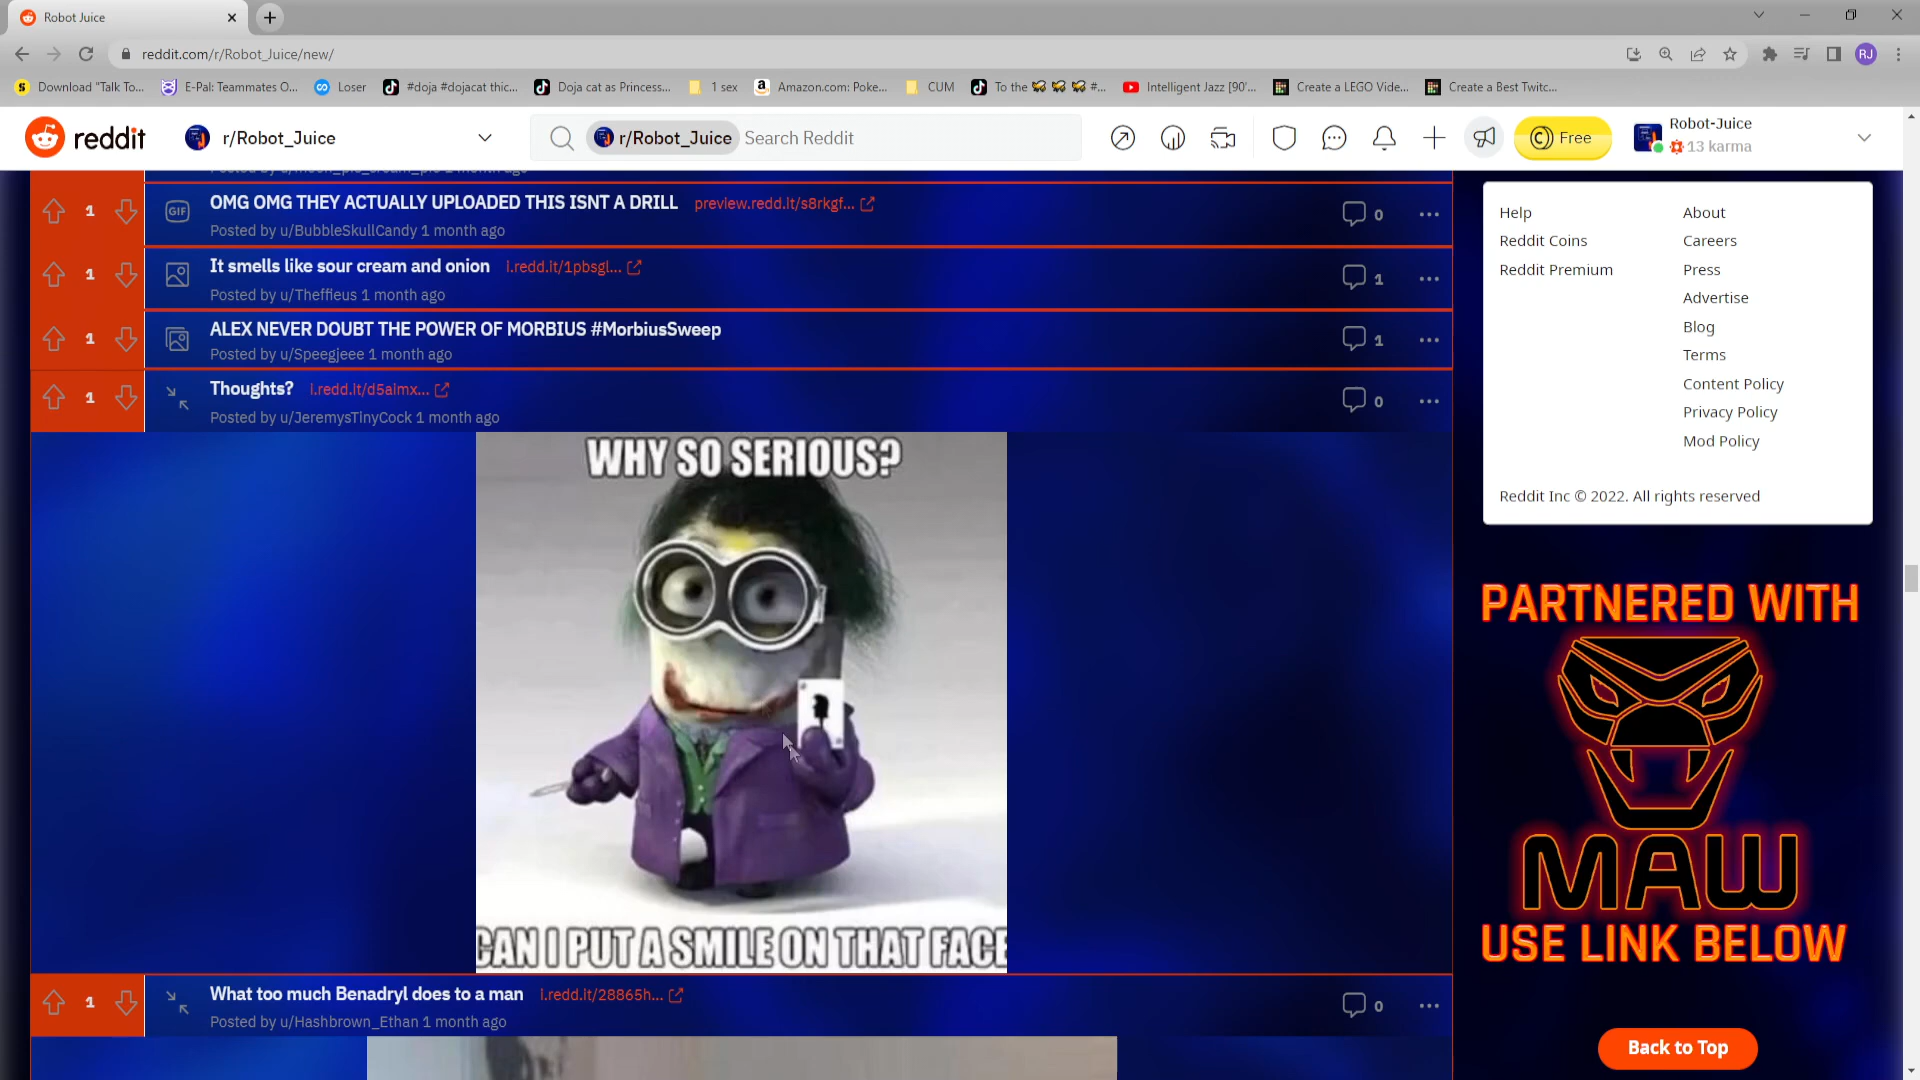 Robot Juice
reddit.com/r/Robot_Juice/new/
RJ
Download "Talk To...
E-Pal: Teammates O...
Loser
#doja #dojacat thic...
Doja cat as Princess...
1 sex
Amazon.com: Poke...
CUM
To the 🐝 🐝 🐝 #...
Intelligent Jazz [90'...
Create a LEGO Vide...
Create a Best Twitc...
reddit
r/Robot_Juice
r/Robot_Juice
Search Reddit
Free
Robot-Juice
13 karma
1
GIF
OMG OMG THEY ACTUALLY UPLOADED THIS ISNT A DRILL preview.redd.it/s8rkgf...
Posted by u/BubbleSkullCandy 1 month ago
0
1
It smells like sour cream and onion i.redd.it/1pbsgl...
Posted by u/Theffieus 1 month ago
1
1
ALEX NEVER DOUBT THE POWER OF MORBIUS #MorbiusSweep
Posted by u/Speegjeee 1 month ago
1
1
Thoughts? i.redd.it/d5aimx...
Posted by u/JeremysTinyCock 1 month ago
0
WHY SO SERIOUS?
CAN I PUT A SMILE ON THAT FACE
1
What too much Benadryl does to a man i.redd.it/28865h...
Posted by u/Hashbrown_Ethan 1 month ago
0
Help
About
Reddit Coins
Careers
Reddit Premium
Press
Advertise
Blog
Terms
Content Policy
Privacy Policy
Mod Policy
Reddit Inc © 2022. All rights reserved
PARTNERED WITH
MAW
USE LINK BELOW
Back to Top